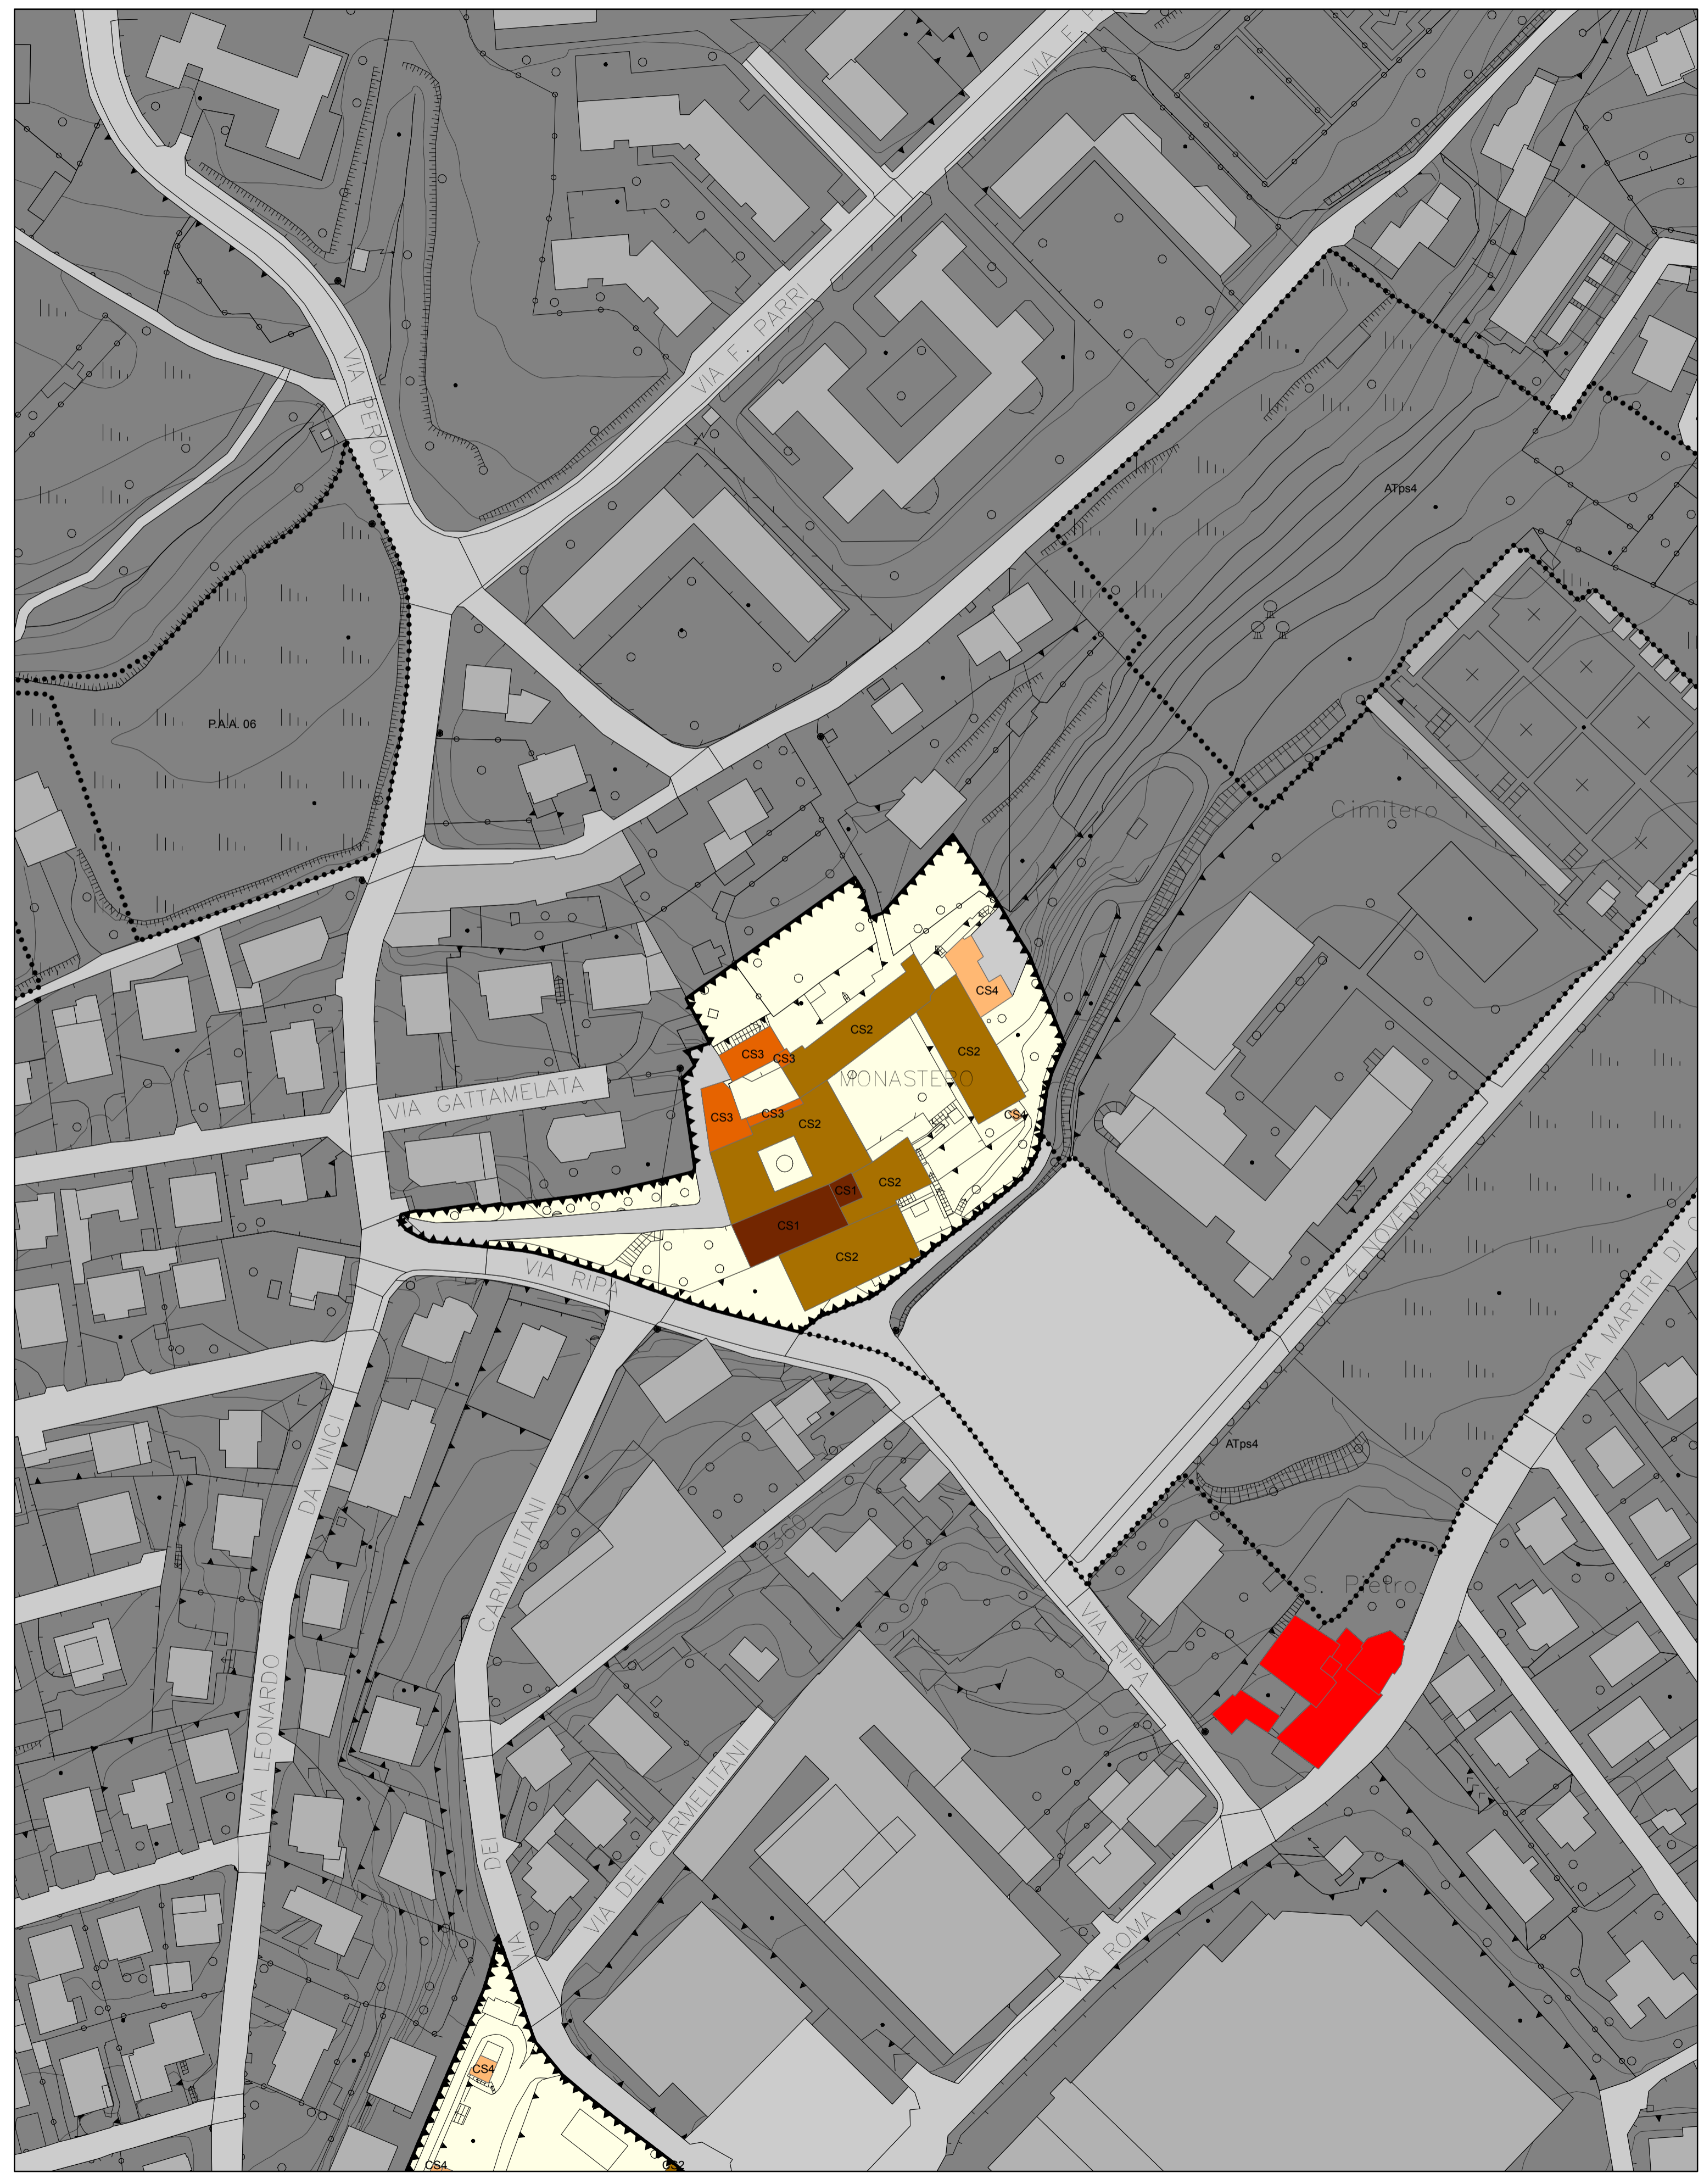 VIA E. P
VIA E. PARRI
VIA PEROLA
ATps4
P.A.A. 06
Cimitero
CS4
CS2
CS2
CS3
CS3
MONASTERO
VIA GATTAMELATA
CS3
CS3
CS4
CS2
CS2
CS1
CS1
CS2
VIA RIPA
VIA 4 NOVEMBRE
VIA MARTIRI DI C
DA VINCI
ATps4
CARMELITANI
360
S. Pietro
VIA RIPA
VIA LEONARDO
VIA DEI CARMELITANI
DEI
VIA
VIA ROMA
CS4
CS4
CS2